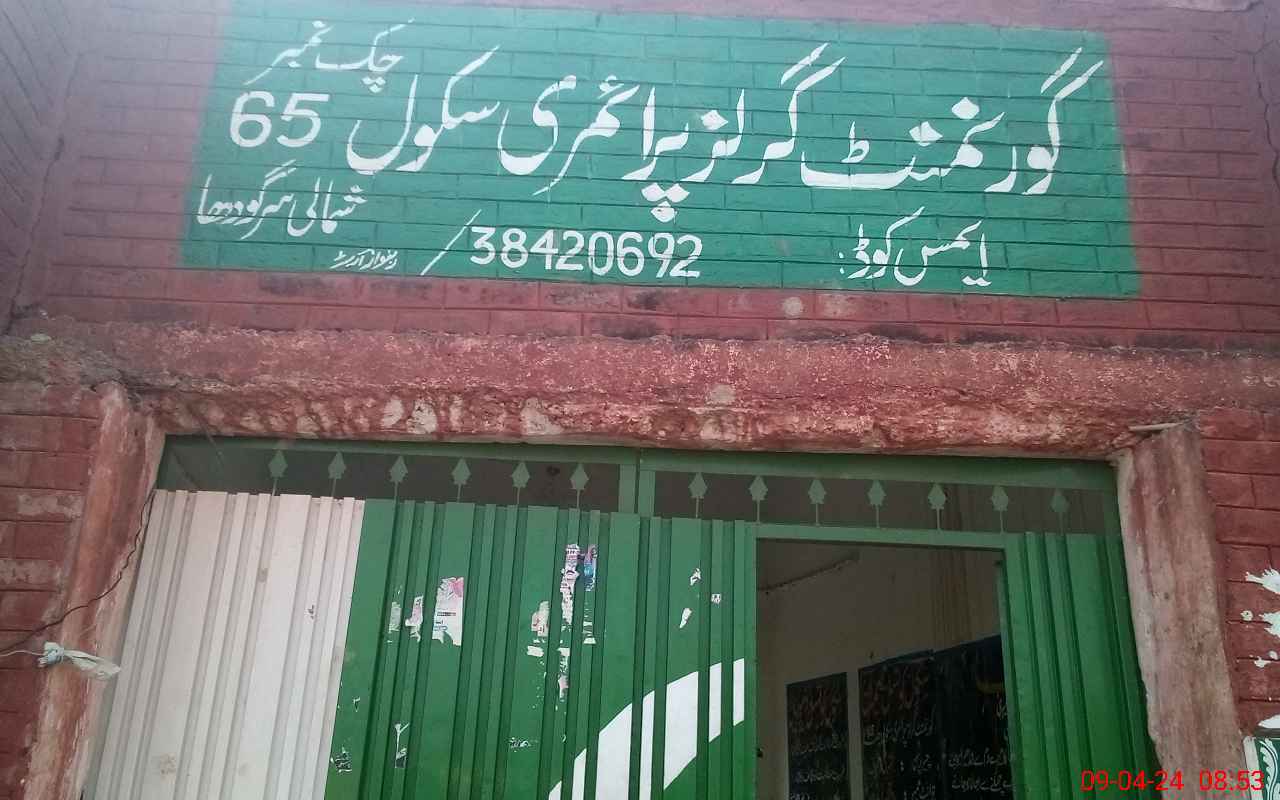 گورنمنٹ گرلز پرائمری سکول
چک نمبر
65
شمالی سرگودھا
ایمس کوڈ:
38420692/
09-04-24 08.53